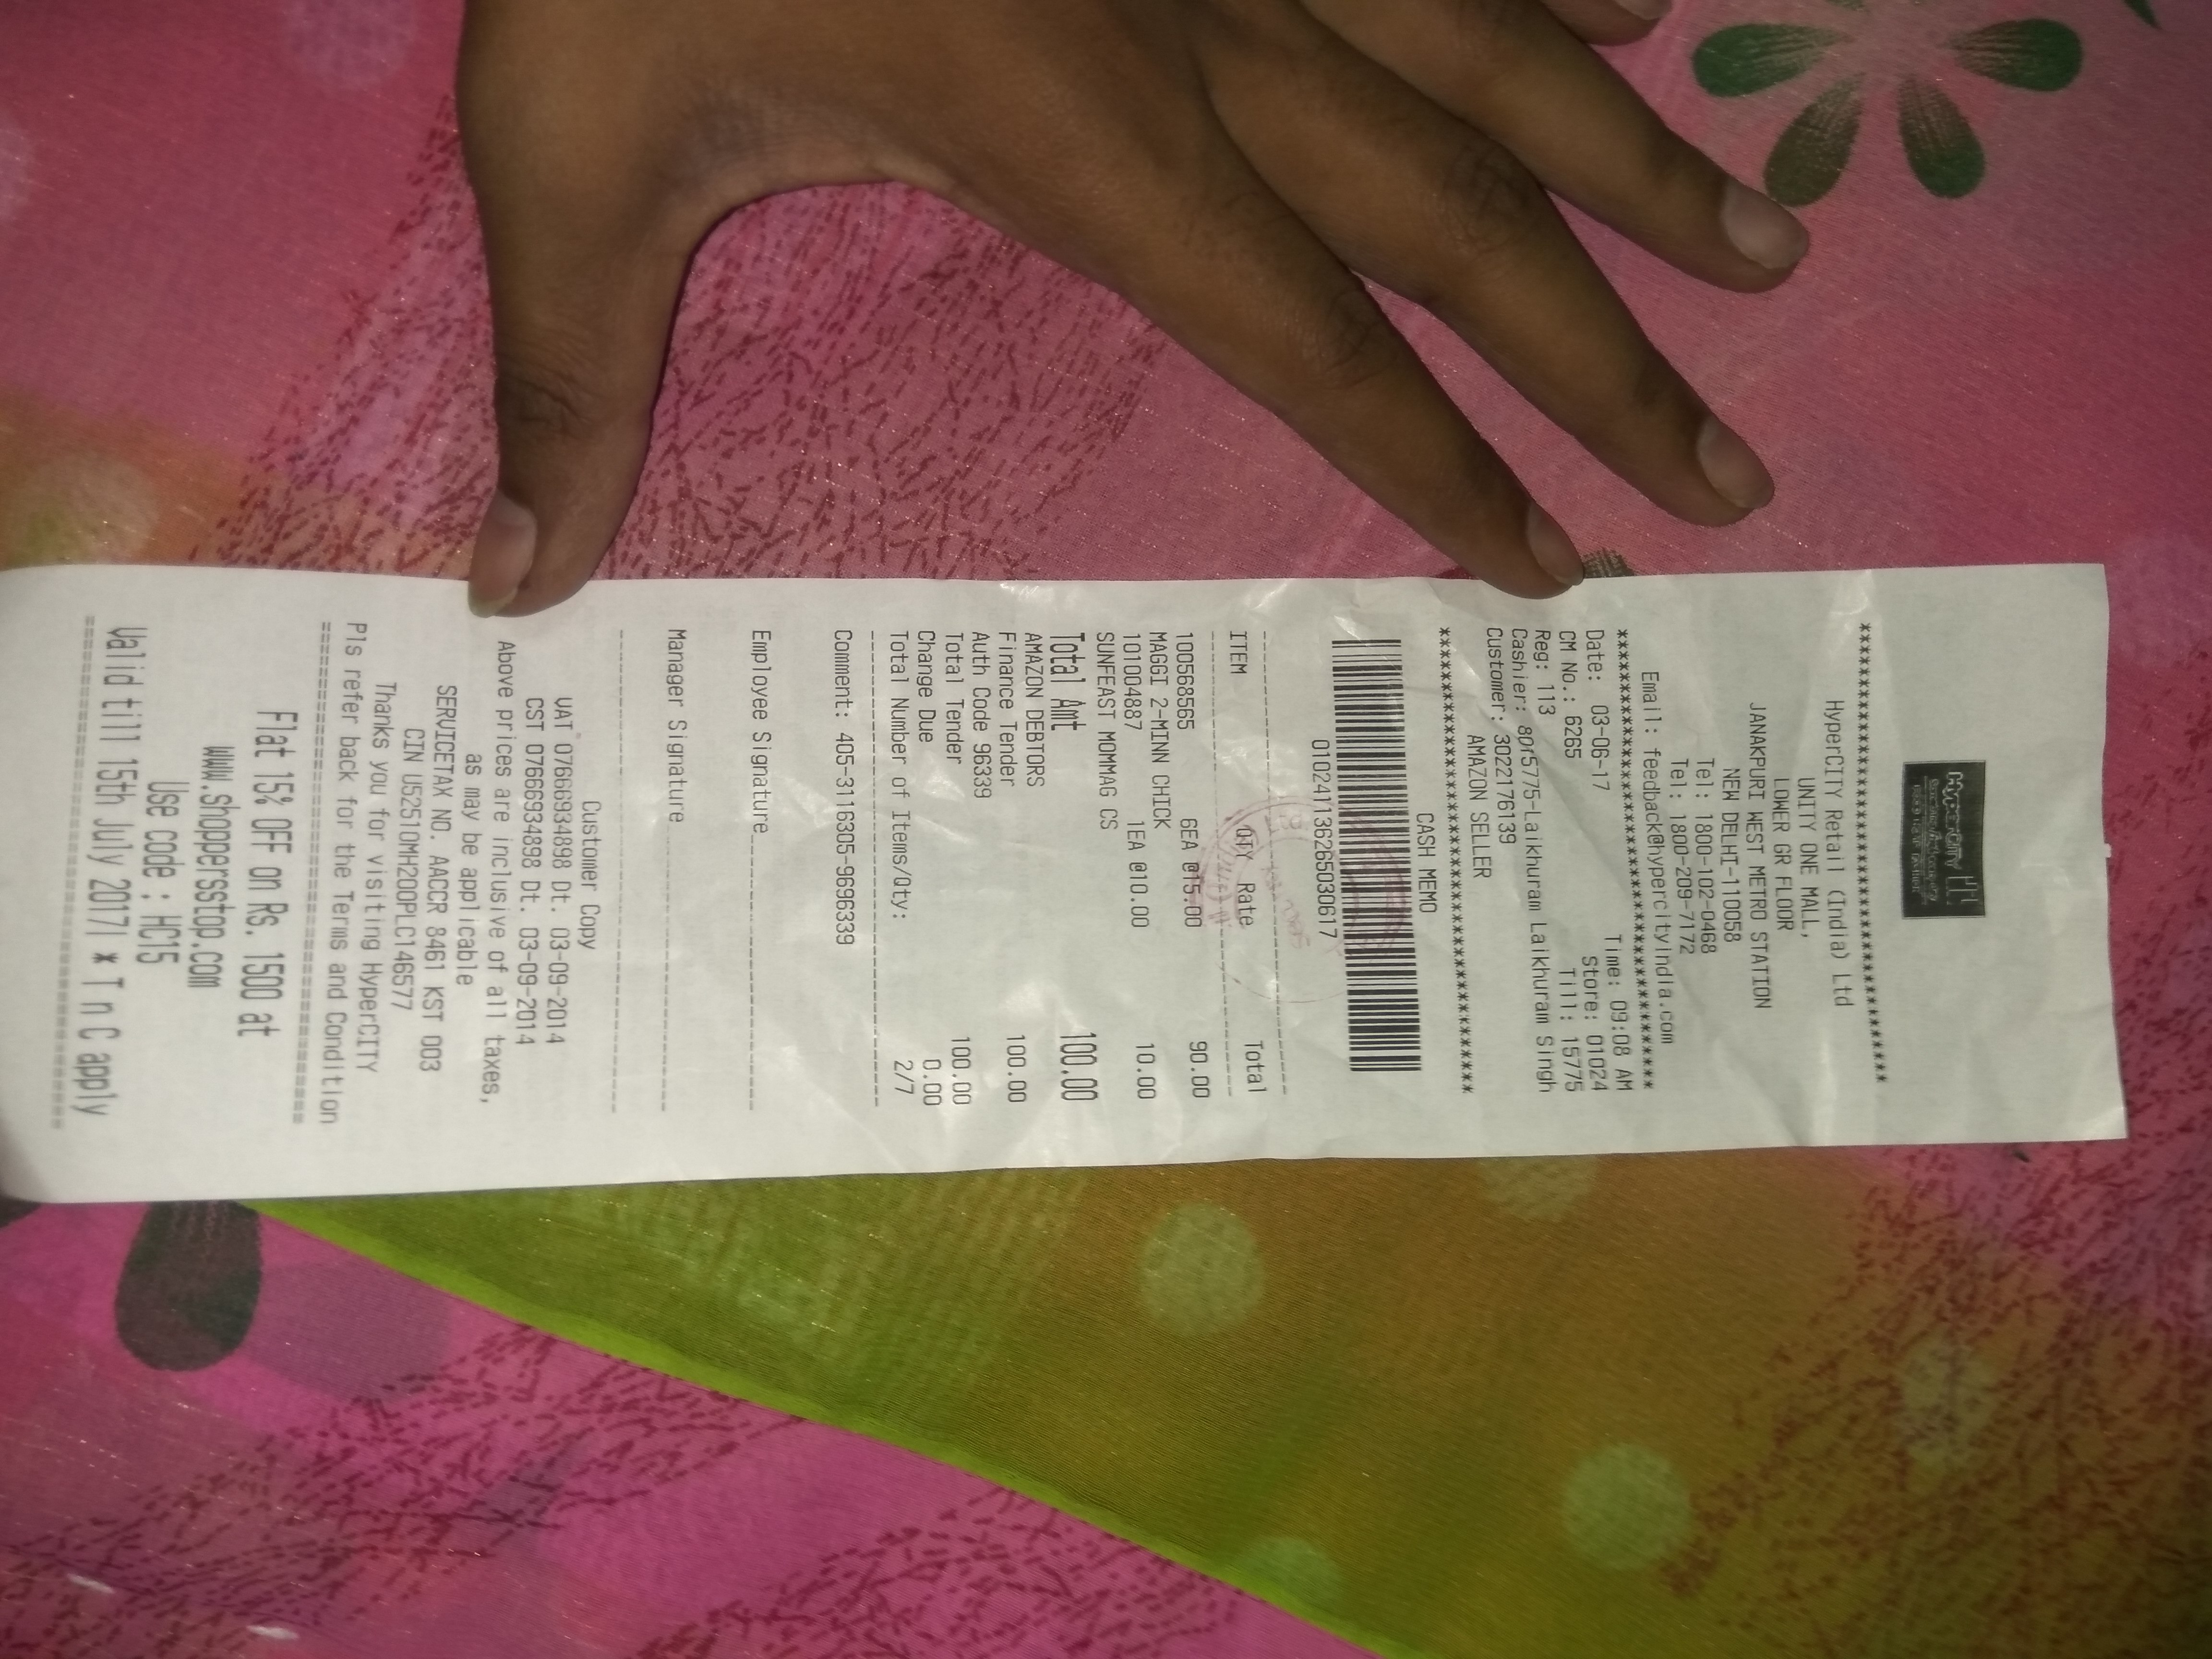 HyperCITY
******************************************
HyperCITY Retail (India) Ltd
UNITY ONE MALL,
LOWER GR FLOOR
JANAKPURI WEST METRO STATION
NEW DELHI-110058
Tel: 1800-102-0468
Tel: 1800-209-7172
Email: feedback@hypercityindia.com
******************************************
Date: 03-06-17 Time: 09:08 AM
CM No.: 6265 Store: 01024
Reg: 113 Till: 15775
Cashier: 8pf5775-Laikhuram Laikhuram Singh
Customer: 3022176139
AMAZON SELLER
******************************************
CASH MEMO
010241136265030617
------------------------------------------
ITEM QTY Rate Total
------------------------------------------
100568565 6EA @15.00 90.00
MAGGI 2-MINN CHICK
101004887 1EA @10.00 10.00
SUNFEAST MOMMAG CS
Total Amt 100.00
AMAZON DEBTORS
Finance Tender 100.00
Auth Code 96339
Total Tender 100.00
Change Due 0.00
Total Number of Items/Qty: 2/7
------------------------------------------
Comment: 405-3116305-9696339
Employee Signature--------------------------
Manager Signature---------------------------
------------------------------------------
Customer Copy
VAT 07666934898 Dt. 03-09-2014
CST 07666934898 Dt. 03-09-2014
Above prices are inclusive of all taxes,
as may be applicable
SERVICETAX NO. AACCR 8461 KST 003
CIN U52510MH200PLC146577
Thanks you for visiting HyperCITY
Pls refer back for the Terms and Condition
==========================================
Flat 15% OFF on Rs. 1500 at
www.shoppersstop.com
Use code : HC15
Valid till 15th July 2017| * T n C apply
==========================================